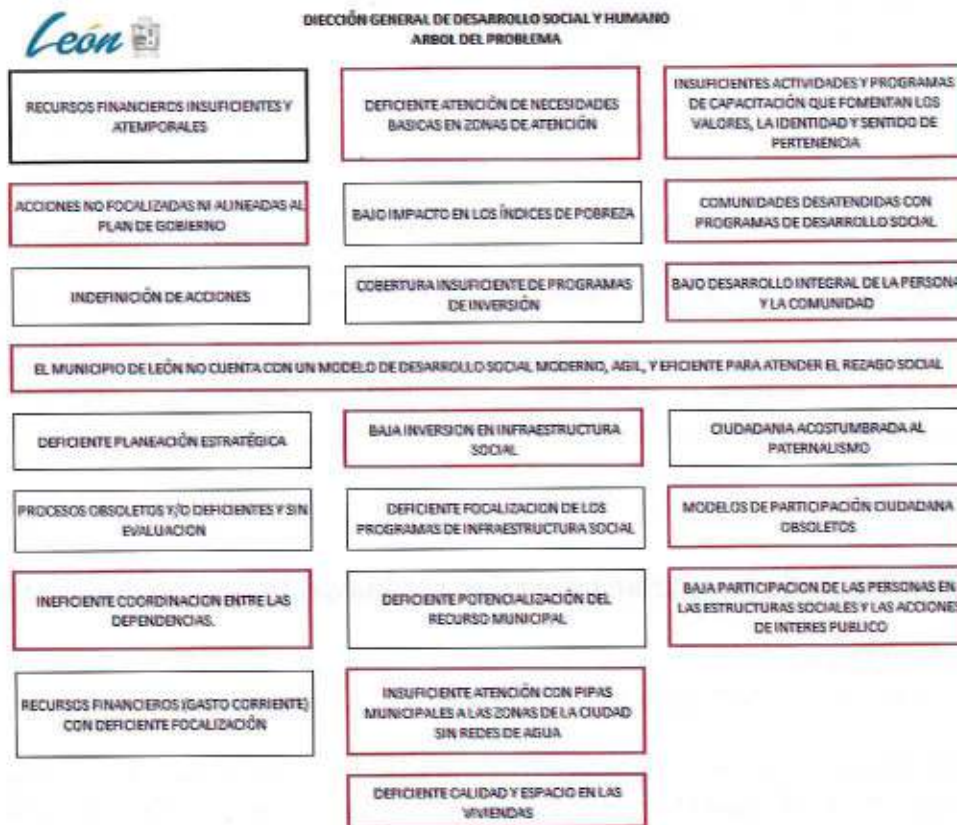 León
DIECCIÓN GENERAL DE DESARROLLO SOCIAL Y HUMANO
ARBOL DEL PROBLEMA
RECURSOS FINANCIEROS INSUFICIENTES Y
ATEMPORALES
DEFICIENTE ATENCIÓN DE NECESIDADES
BASICAS EN ZONAS DE ATENCIÓN
INSUFICIENTES ACTIVIDADES Y PROGRAMAS
DE CAPACITACIÓN QUE FOMENTAN LOS
VALORES, LA IDENTIDAD Y SENTIDO DE
PERTENENCIA
ACCIONES NO FOCALIZADAS NI ALINEADAS AL
PLAN DE GOBIERNO
BAJO IMPACTO EN LOS ÍNDICES DE POBREZA
COMUNIDADES DESATENDIDAS CON
PROGRAMAS DE DESARROLLO SOCIAL
INDEFINICIÓN DE ACCIONES
COBERTURA INSUFICIENTE DE PROGRAMAS
DE INVERSIÓN
BAJO DESARROLLO INTEGRAL DE LA PERSONA
Y LA COMUNIDAD
EL MUNICIPIO DE LEÓN NO CUENTA CON UN MODELO DE DESARROLLO SOCIAL MODERNO, AGIL, Y EFICIENTE PARA ATENDER EL REZAGO SOCIAL
DEFICIENTE PLANEACIÓN ESTRATÉGICA
BAJA INVERSION EN INFRAESTRUCTURA
SOCIAL
CIUDADANIA ACOSTUMBRADA AL
PATERNALISMO
PROCESOS OBSOLETOS Y/O DEFICIENTES Y SIN
EVALUACION
DEFICIENTE FOCALIZACION DE LOS
PROGRAMAS DE INFRAESTRUCTURA SOCIAL
MODELOS DE PARTICIPACIÓN CIUDADANA
OBSOLETOS
INEFICIENTE COORDINACION ENTRE LAS
DEPENDENCIAS.
DEFICIENTE POTENCIALIZACIÓN DEL
RECURSO MUNICIPAL
BAJA PARTICIPACION DE LAS PERSONAS EN
LAS ESTRUCTURAS SOCIALES Y LAS ACCIONES
DE INTERES PUBLICO
RECURSOS FINANCIEROS (GASTO CORRIENTE)
CON DEFICIENTE FOCALIZACIÓN
INSUFICIENTE ATENCIÓN CON PIPAS
MUNICIPALES A LAS ZONAS DE LA CIUDAD
SIN REDES DE AGUA
DEFICIENTE CALIDAD Y ESPACIO EN LAS
VIVIENDAS